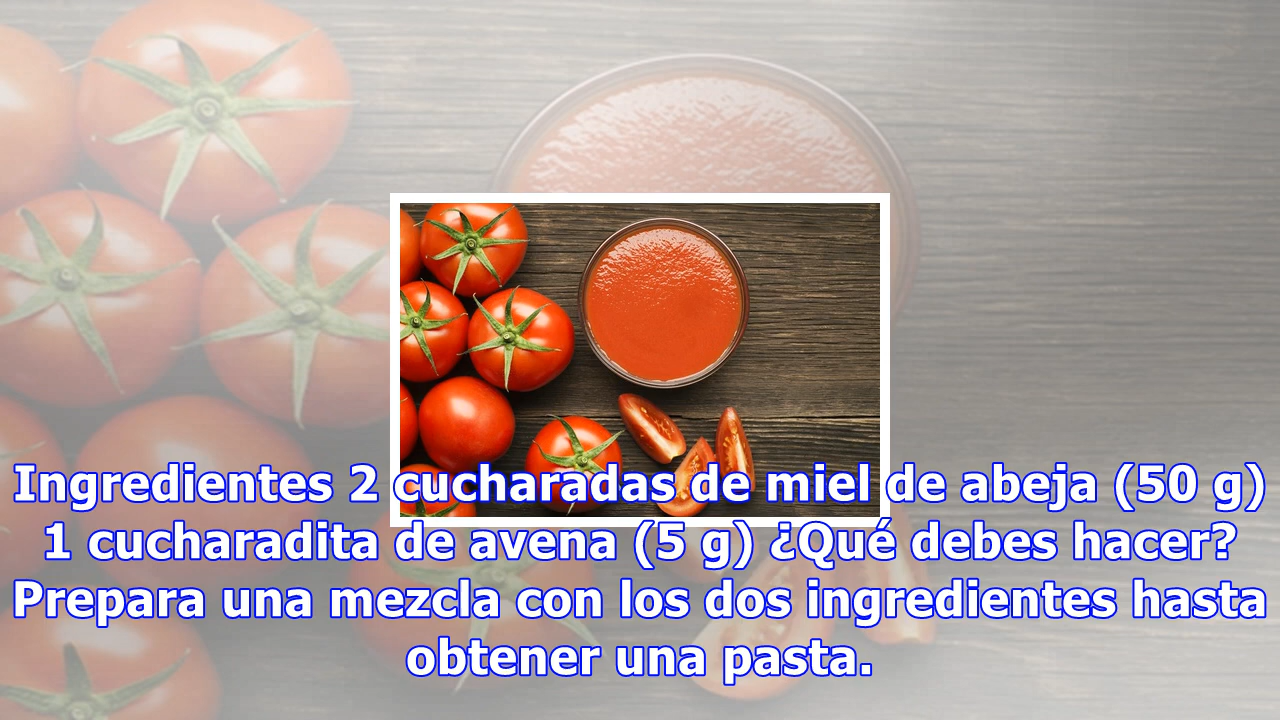 Ingredientes 2 cucharadas de miel de abeja (50 g)
1 cucharadita de avena (5 g) ¿Qué debes hacer?
Prepara una mezcla con los dos ingredientes hasta
obtener una pasta.